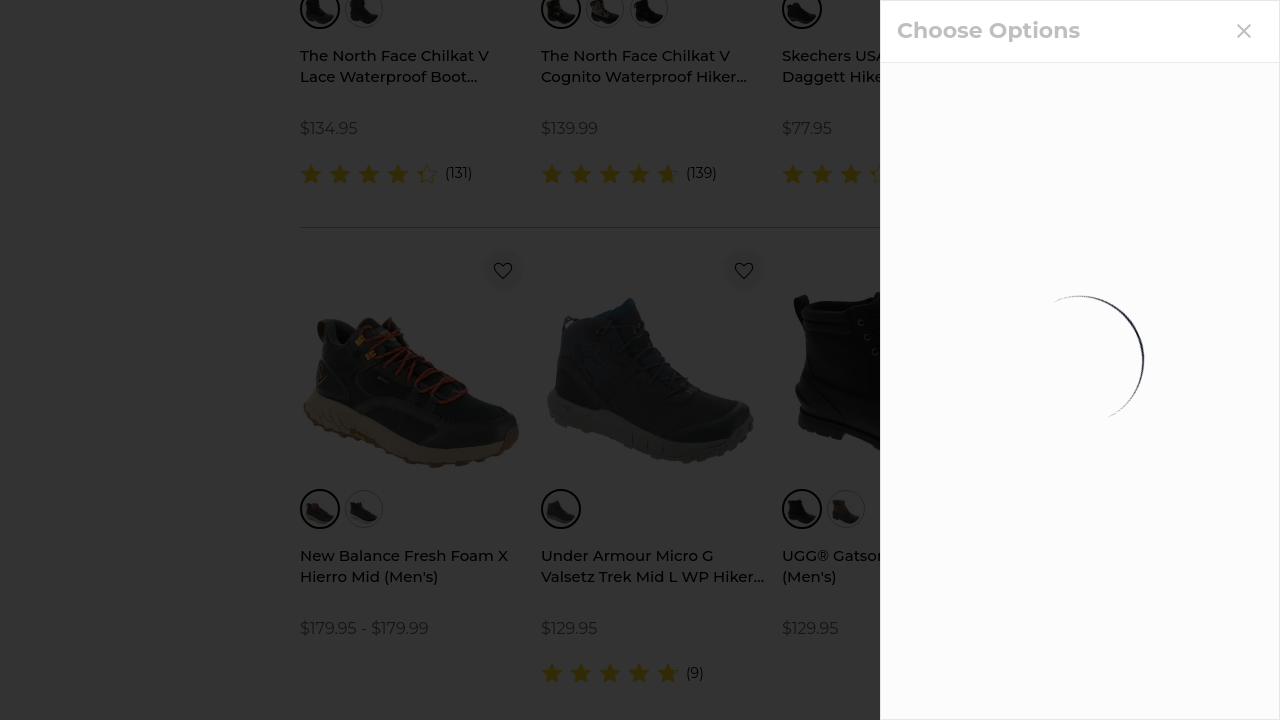 Choose Options
The North Face Chilkat V
Lace Waterproof Boot...
$134.95
(131)
The North Face Chilkat V
Cognito Waterproof Hiker...
$139.99
(139)
Skechers USA
Daggett Hike
$77.95
New Balance Fresh Foam X
Hierro Mid (Men's)
$179.95 - $179.99
Under Armour Micro G
Valsetz Trek Mid L WP Hiker...
$129.95
(9)
UGG® Gatson
(Men's)
$129.95